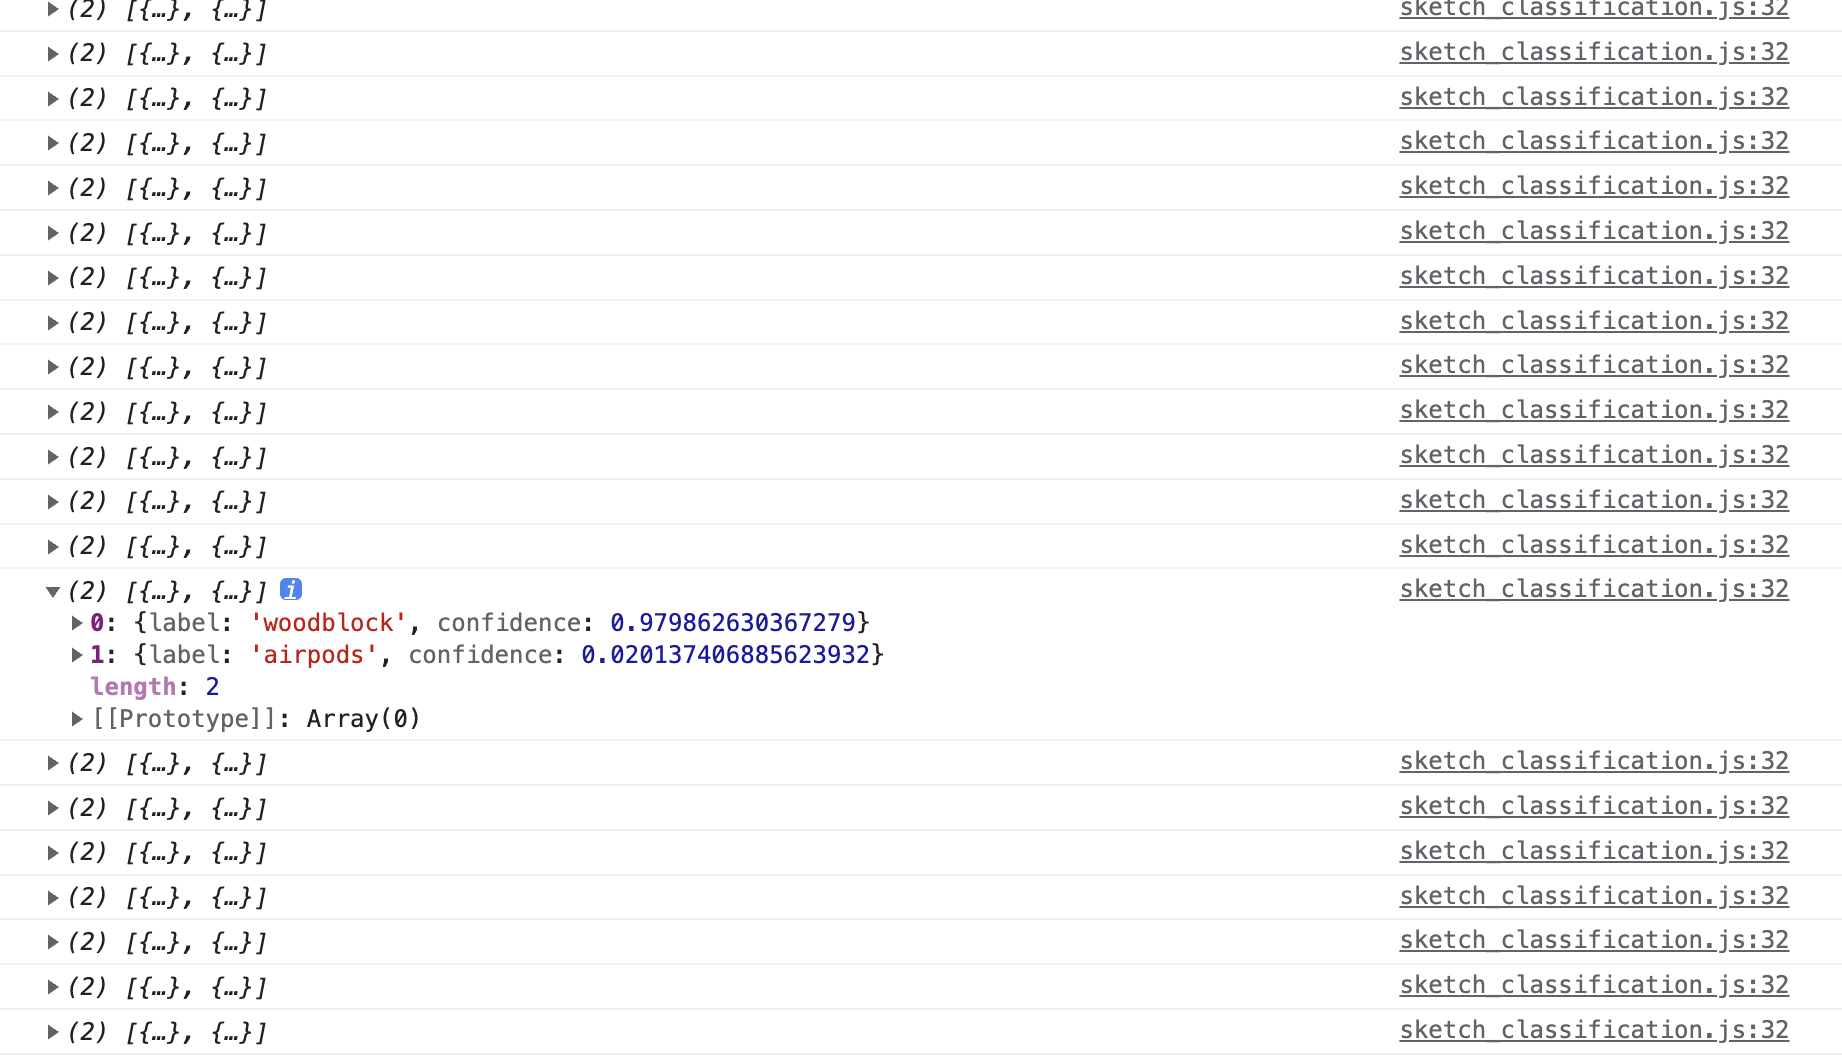 (2) [{…}, {…}] sketch_classification.js:32
(2) [{…}, {…}] sketch_classification.js:32
(2) [{…}, {…}] sketch_classification.js:32
(2) [{…}, {…}] sketch_classification.js:32
(2) [{…}, {…}] sketch_classification.js:32
(2) [{…}, {…}] sketch_classification.js:32
(2) [{…}, {…}] sketch_classification.js:32
(2) [{…}, {…}] sketch_classification.js:32
(2) [{…}, {…}] sketch_classification.js:32
(2) [{…}, {…}] sketch_classification.js:32
(2) [{…}, {…}] sketch_classification.js:32
(2) [{…}, {…}] sketch_classification.js:32
(2) [{…}, {…}] sketch_classification.js:32
(2) [{…}, {…}] i sketch_classification.js:32
0: {label: 'woodblock', confidence: 0.979862630367279}
1: {label: 'airpods', confidence: 0.020137406885623932}
length: 2
[[Prototype]]: Array(0)
(2) [{…}, {…}] sketch_classification.js:32
(2) [{…}, {…}] sketch_classification.js:32
(2) [{…}, {…}] sketch_classification.js:32
(2) [{…}, {…}] sketch_classification.js:32
(2) [{…}, {…}] sketch_classification.js:32
(2) [{…}, {…}] sketch_classification.js:32
(2) [{…}, {…}] sketch_classification.js:32